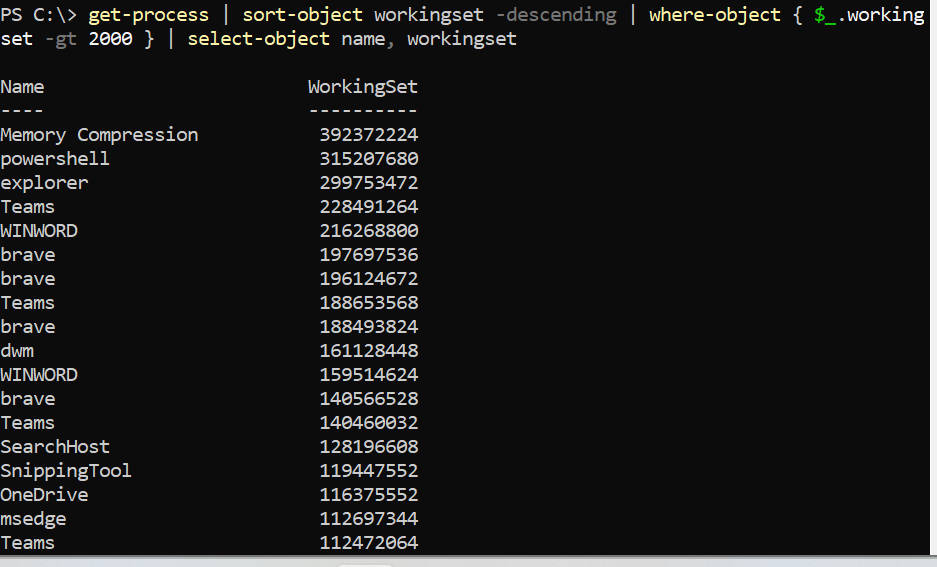 PS C:\> get-process | sort-object workingset -descending | where-object { $_.working
set -gt 2000 } | select-object name, workingset
Name WorkingSet
---- ----------
Memory Compression 392372224
powershell 315207680
explorer 299753472
Teams 228491264
WINWORD 216268800
brave 197697536
brave 196124672
Teams 188653568
brave 188493824
dwm 161128448
WINWORD 159514624
brave 140566528
Teams 140460032
SearchHost 128196608
SnippingTool 119447552
OneDrive 116375552
msedge 112697344
Teams 112472064